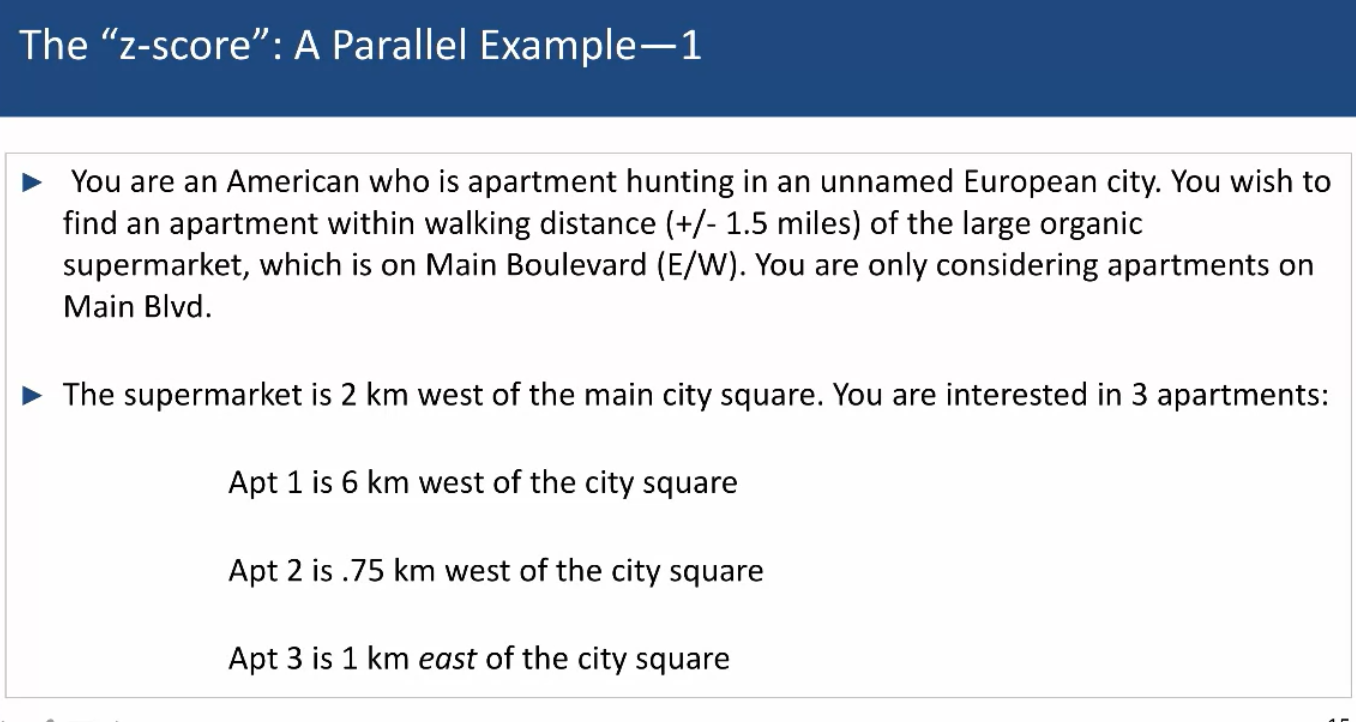 The “z-score”: A Parallel Example—1
► You are an American who is apartment hunting in an unnamed European city. You wish to
find an apartment within walking distance (+/- 1.5 miles) of the large organic
supermarket, which is on Main Boulevard (E/W). You are only considering apartments on
Main Blvd.
► The supermarket is 2 km west of the main city square. You are interested in 3 apartments:
Apt 1 is 6 km west of the city square
Apt 2 is .75 km west of the city square
Apt 3 is 1 km east of the city square